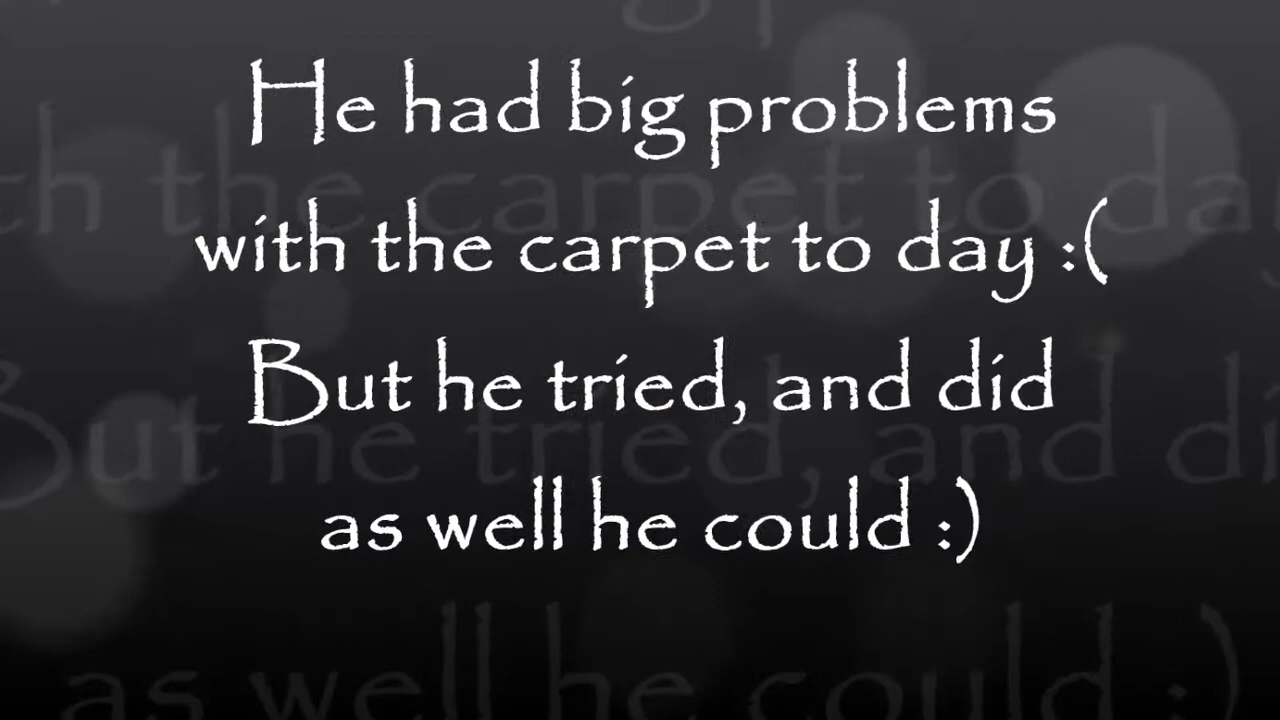 He had big problems
with the carpet to day :(
But he tried, and did
as well he could :)